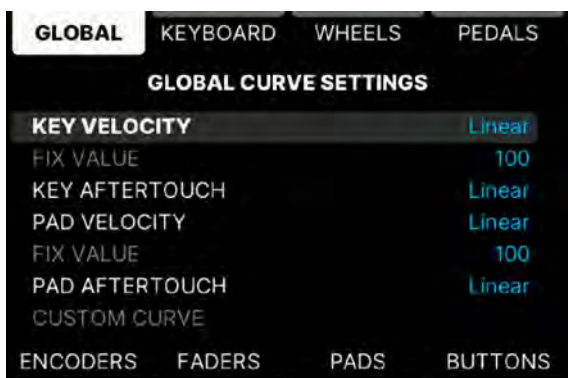 GLOBAL KEYBOARD WHEELS PEDALS
GLOBAL CURVE SETTINGS
KEY VELOCITY Linear
FIX VALUE 100
KEY AFTERTOUCH Linear
PAD VELOCITY Linear
FIX VALUE 100
PAD AFTERTOUCH Linear
CUSTOM CURVE
ENCODERS FADERS PADS BUTTONS